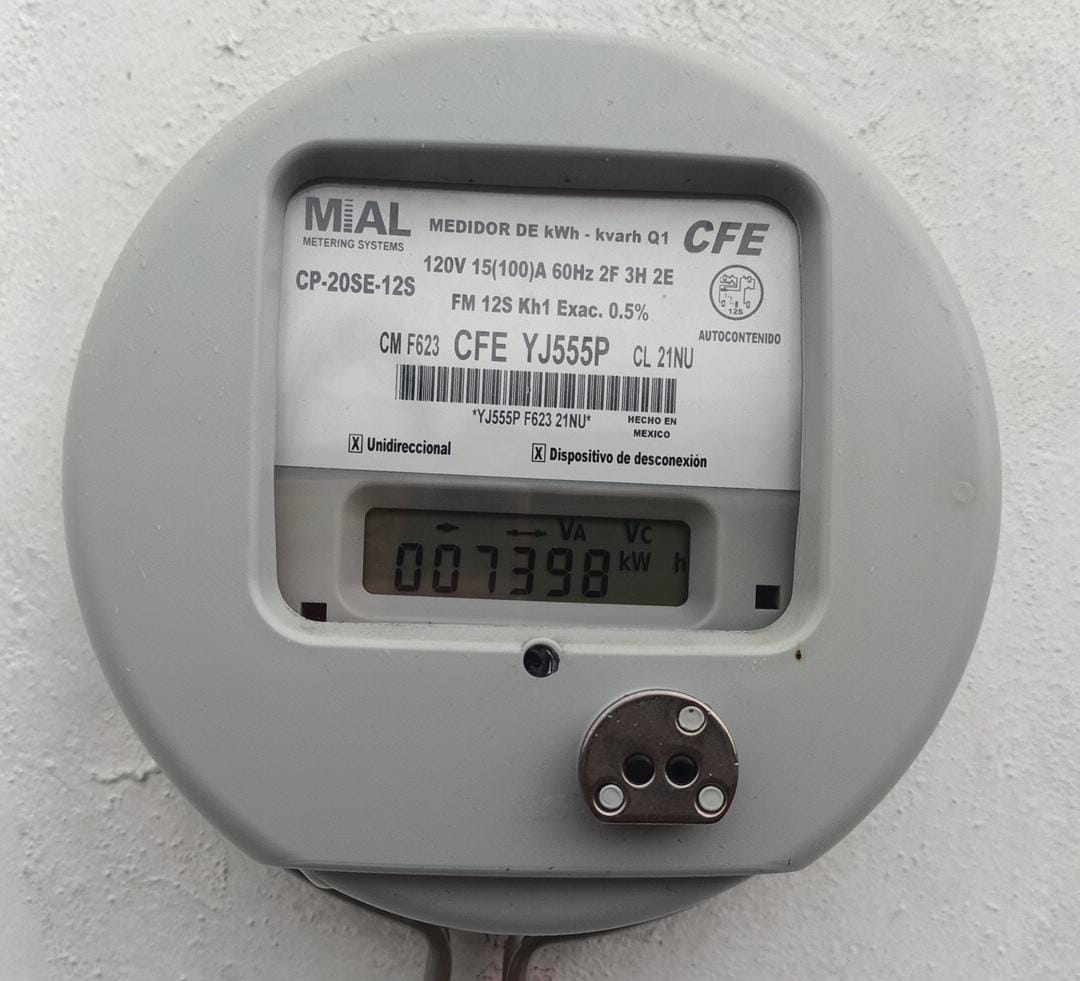 MIAL
METERING SYSTEMS
MEDIDOR DE kWh - kvarh Q1
CFE
CP-20SE-12S
120V 15(100)A 60Hz 2F 3H 2E
FM 12S Kh1 Exac. 0.5%
12S
AUTOCONTENIDO
CM F623 CFE YJ555P CL 21NU
*YJ555P F623 21NU*
HECHO EN
MEXICO
X Unidireccional
X Dispositivo de desconexión
VA VC
007398 kW h